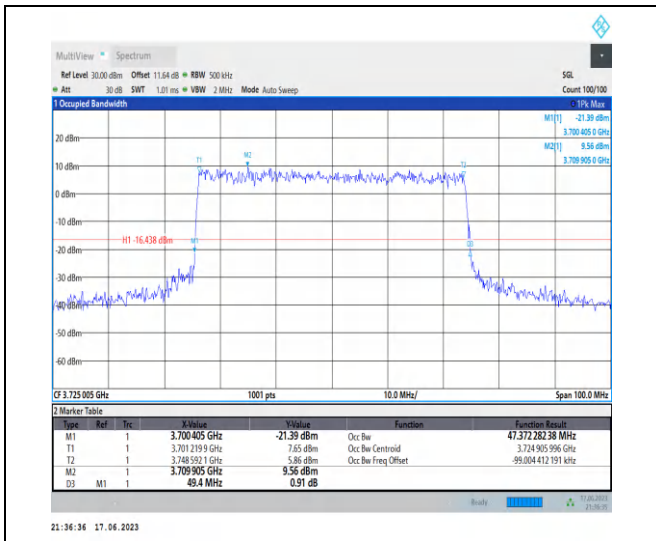 MultiView Spectrum
Ref Level 30.00 dBm Offset 11.64 dB RBW 500 kHz SGL
Att 30 dB SWT 1.01 ms VBW 2 MHz Mode Auto Sweep Count 100/100
1 Occupied Bandwidth 1Pk Max
M1[1] -21.39 dBm
3.700 405 0 GHz
M2[1] 9.56 dBm
3.709 905 0 GHz
20 dBm
T1 M2 T2
10 dBm
0 dBm
-10 dBm
H1 -16.438 dBm M1
-20 dBm
-30 dBm
-40 dBm
-50 dBm
-60 dBm
CF 3.725 005 GHz 1001 pts 10.0 MHz/ Span 100.0 MHz
2 Marker Table
Type Ref Trc X-Value Y-Value Function Function Result
M1 1 3.700 405 GHz -21.39 dBm Occ Bw 47.372 282 38 MHz
T1 1 3.701 219 9 GHz 7.65 dBm Occ Bw Centroid 3.724 905 996 GHz
T2 1 3.748 592 1 GHz 5.86 dBm Occ Bw Freq Offset -99.004 412 191 kHz
M2 1 3.709 905 GHz 9.56 dBm
D3 M1 1 49.4 MHz 0.91 dB
Ready 17.06.2023
21:36:35
21:36:36 17.06.2023